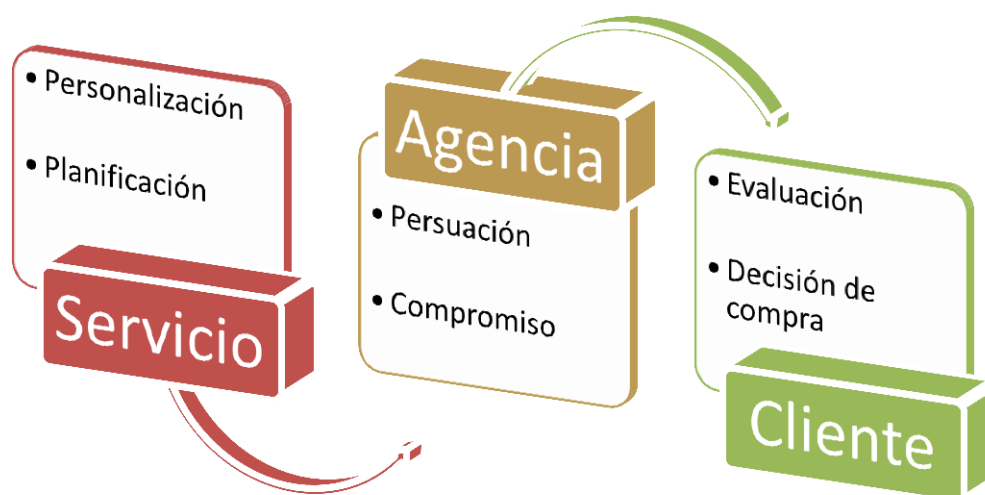 • Personalización
• Planificación
Servicio
Agencia
• Persuación
• Compromiso
• Evaluación
• Decisión de
compra
Cliente